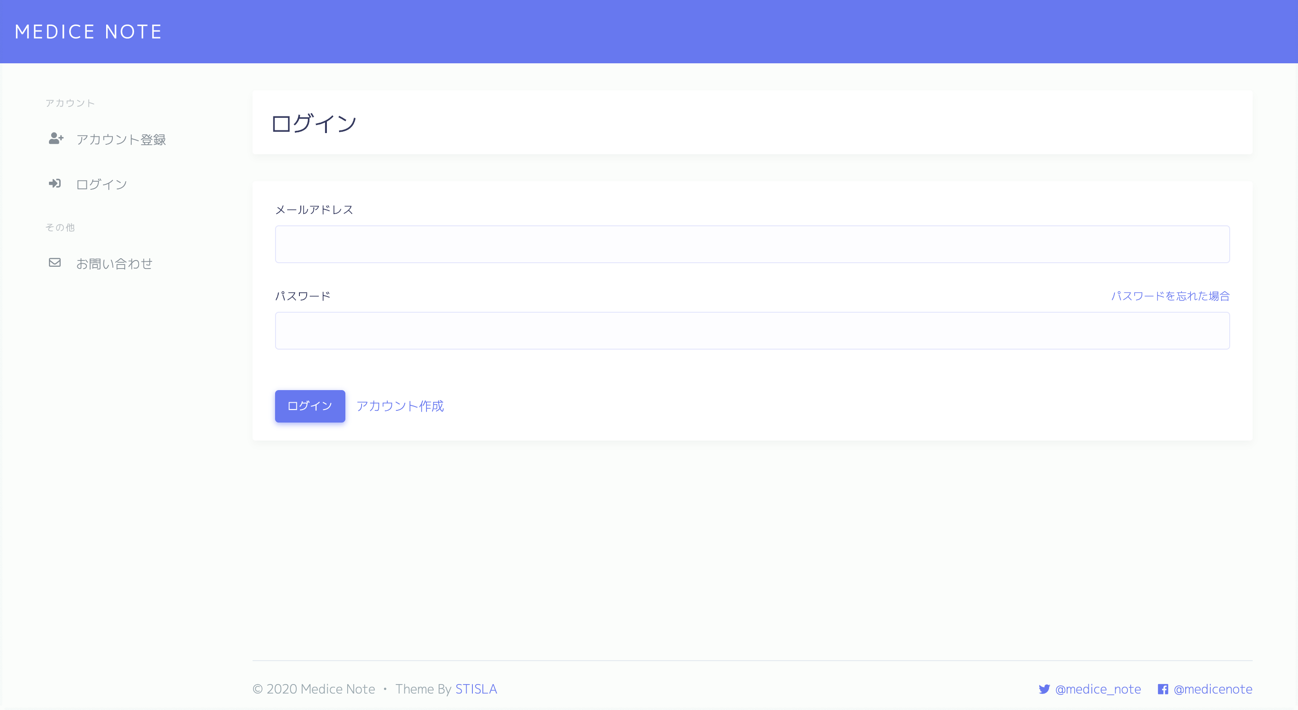 MEDICE NOTE
アカウント
アカウント登録
ログイン
その他
お問い合わせ
ログイン
メールアドレス
パスワード パスワードを忘れた場合
ログイン アカウント作成
© 2020 Medice Note ・ Theme By STISLA @medice_note @medicenote